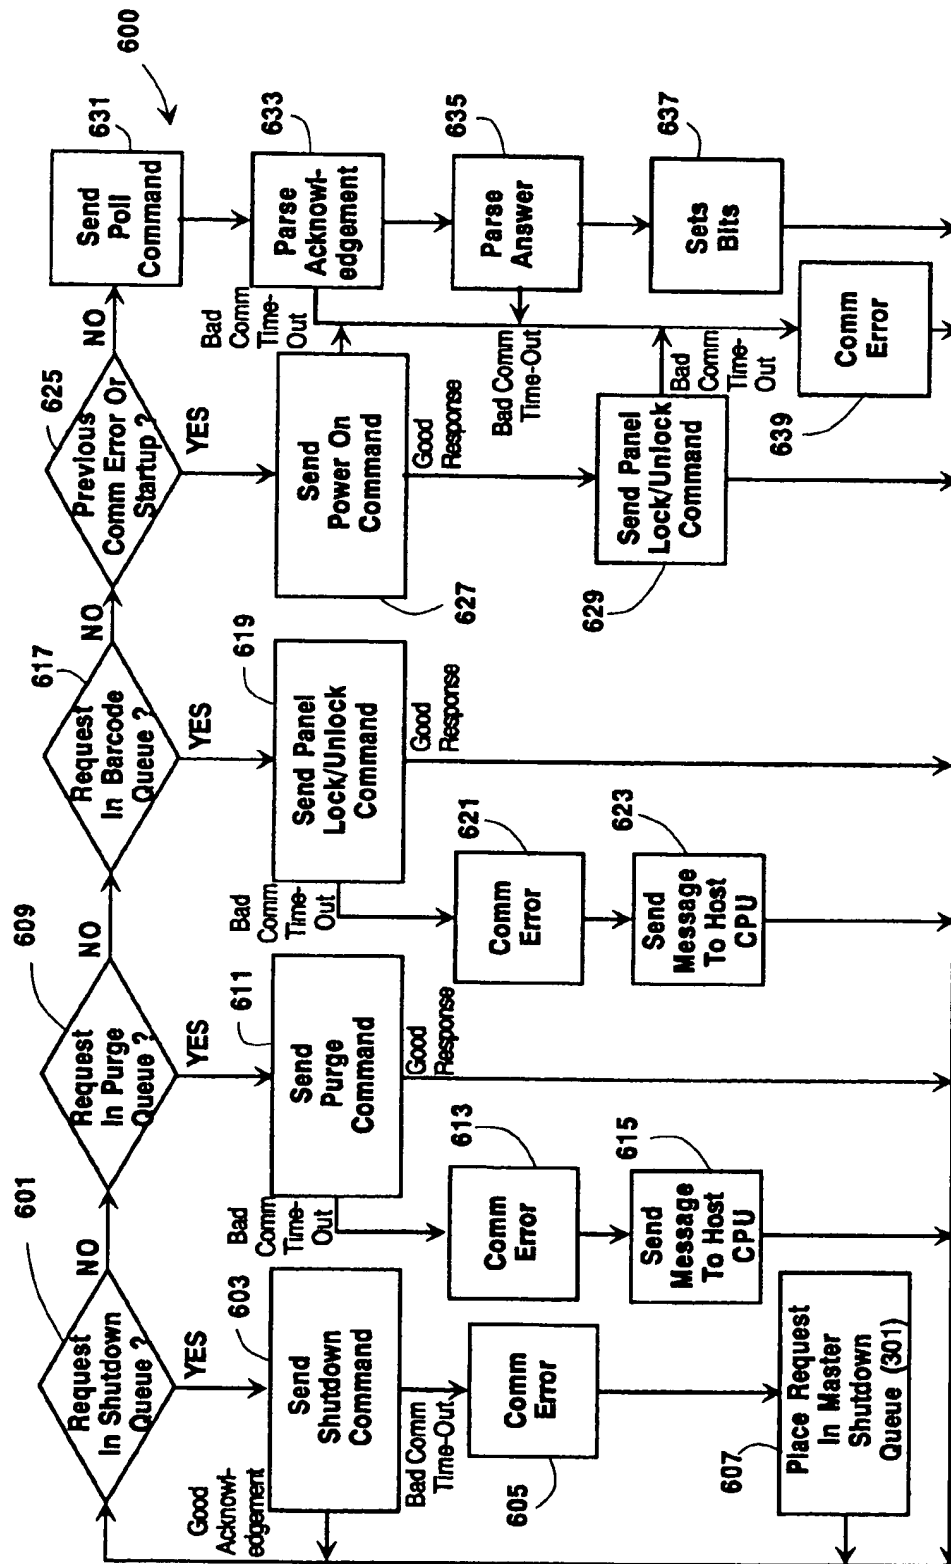 600
601
Request
In Shutdown
Queue ?
NO
YES
609
Request
In Purge
Queue ?
NO
YES
617
Request
In Barcode
Queue ?
NO
YES
625
Previous
Comm Error Or
Startup ?
NO
YES
631
Send
Poll
Command
Good
Acknowl-
edgement
603
Send
Shutdown
Command
Bad Comm
Time-Out
605
Comm
Error
607
Place Request
In Master
Shutdown
Queue (301)
611
Send
Purge
Command
Bad
Comm
Time-
Out
Good
Response
613
Comm
Error
615
Send
Message
To Host
CPU
619
Send Panel
Lock/Unlock
Command
Bad
Comm
Time-
Out
Good
Response
621
Comm
Error
623
Send
Message
To Host
CPU
627
Send
Power On
Command
Good
Response
629
Send Panel
Lock/Unlock
Command
Bad
Comm
Time-
Out
633
Parse
Acknowl-
edgement
Bad
Comm
Time-
Out
635
Parse
Answer
Bad Comm
Time-Out
637
Sets
Bits
639
Comm
Error